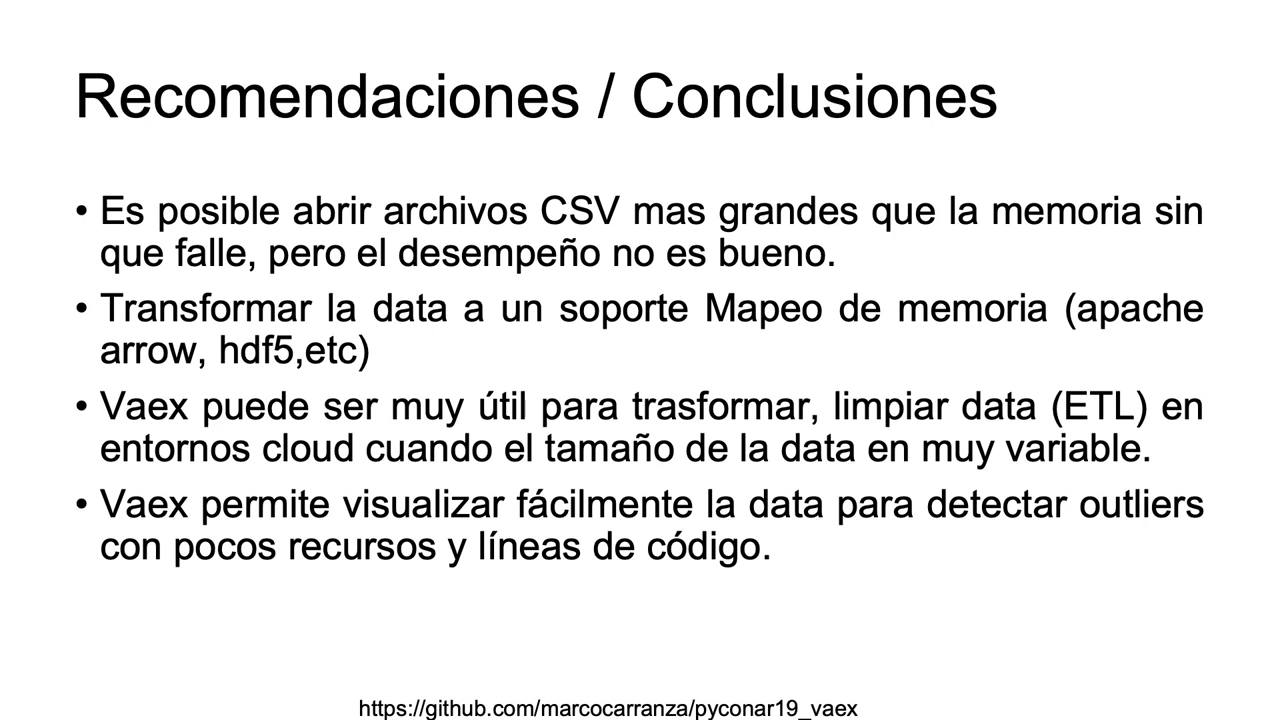 Recomendaciones / Conclusiones
• Es posible abrir archivos CSV mas grandes que la memoria sin
que falle, pero el desempeño no es bueno.
• Transformar la data a un soporte Mapeo de memoria (apache
arrow, hdf5,etc)
• Vaex puede ser muy útil para trasformar, limpiar data (ETL) en
entornos cloud cuando el tamaño de la data en muy variable.
• Vaex permite visualizar fácilmente la data para detectar outliers
con pocos recursos y líneas de código.
https://github.com/marcocarranza/pyconar19_vaex